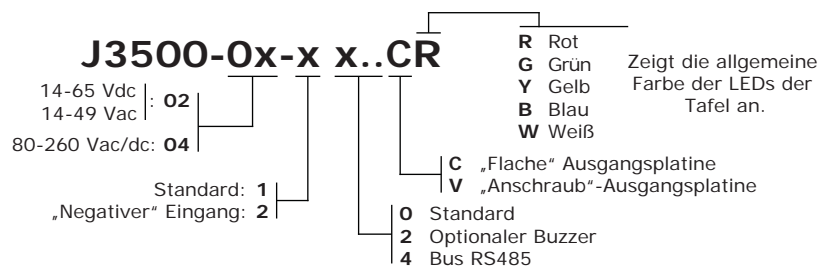 J3500-0x-x x..CR
R Rot
G Grün
Y Gelb
B Blau
W Weiß
Zeigt die allgemeine
Farbe der LEDs der
Tafel an.
14-65 Vdc
14-49 Vac
: 02
80-260 Vac/dc: 04
Standard: 1
„Negativer“ Eingang: 2
C „Flache“ Ausgangsplatine
V „Anschraub“-Ausgangsplatine
0 Standard
2 Optionaler Buzzer
4 Bus RS485